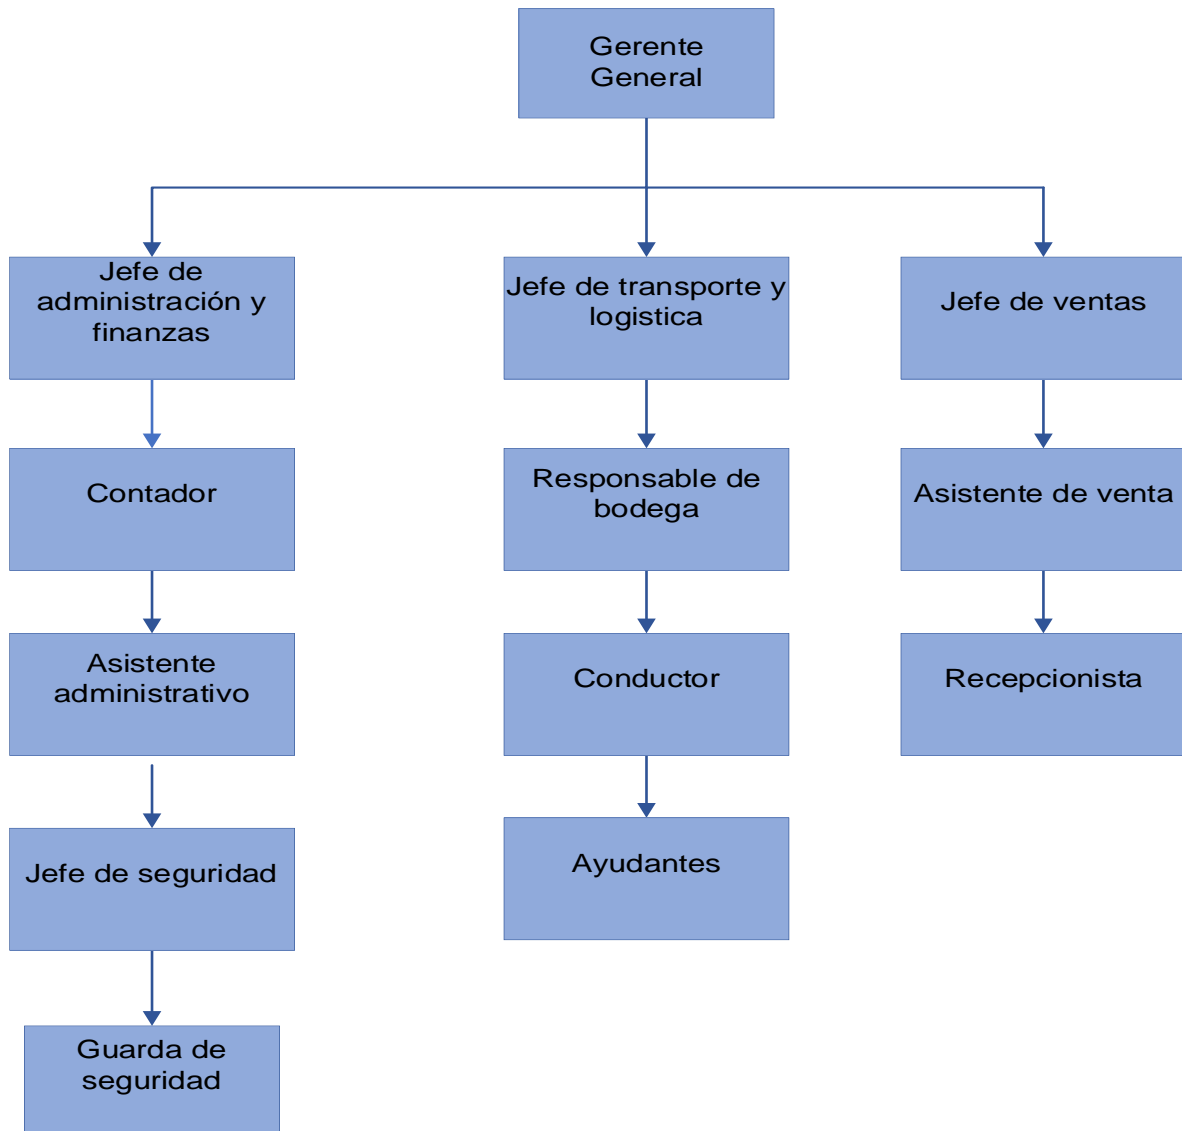 Gerente
General
Jefe de
administración y
finanzas
Jefe de transporte y
logistica
Jefe de ventas
Contador
Responsable de
bodega
Asistente de venta
Asistente
administrativo
Conductor
Recepcionista
Jefe de seguridad
Ayudantes
Guarda de
seguridad